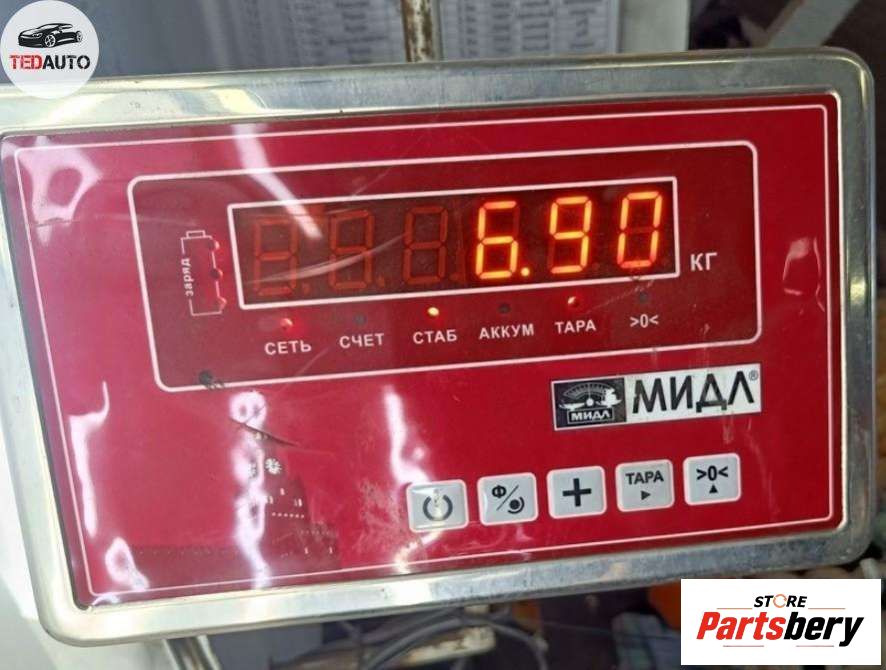 TEDAUTO
6.90
КГ
заряд
СЕТЬ СЧЕТ СТАБ АККУМ ТАРА >0<
МИДЛ
МИДЛ®
Ф/
+
ТАРА
>0<
STORE
Partsbery